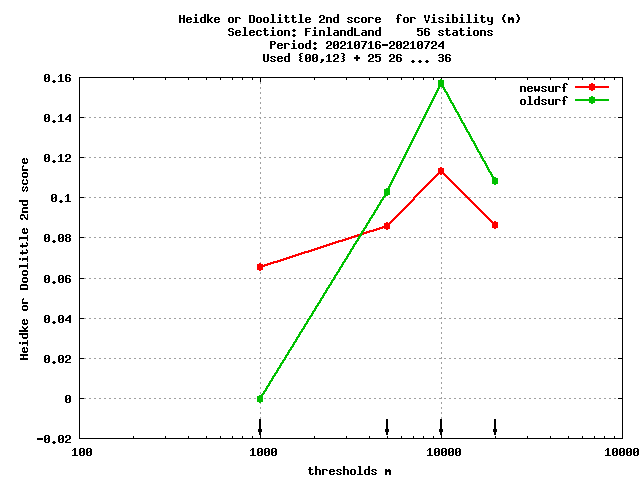 Heidke or Doolittle 2nd score  for Visibility (m)
Selection: FinlandLand     56 stations
Period: 20210716-20210724
Used {00,12} + 25 26 ... 36
newsurf
oldsurf
0.16
0.14
0.12
0.1
0.08
0.06
0.04
0.02
0
-0.02
Heidke or Doolittle 2nd score
100 1000 10000 10000
thresholds m